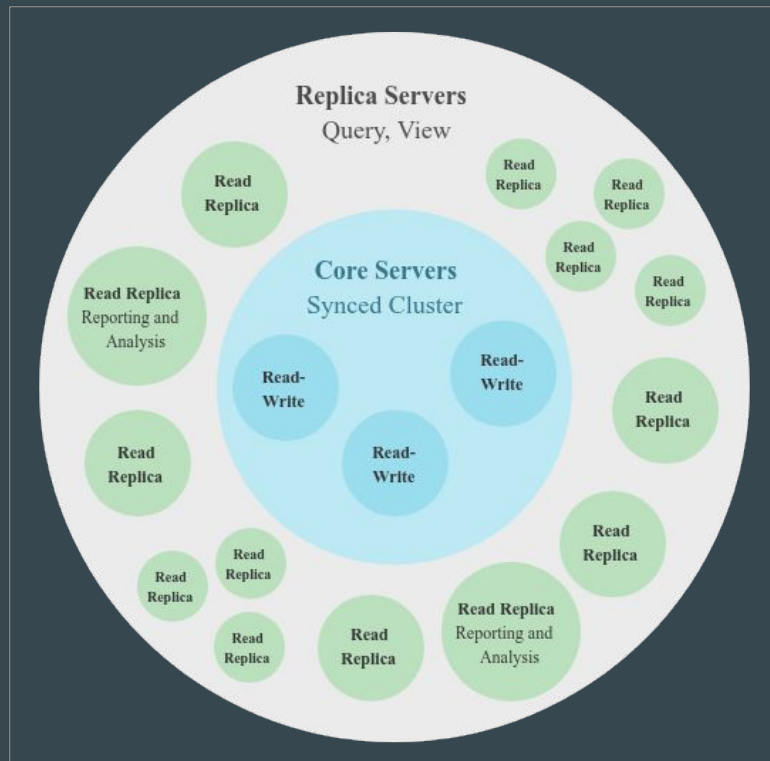 Replica Servers
Query, View
Read
Replica
Read
Replica
Read
Replica
Read
Replica
Read
Replica
Core Servers
Synced Cluster
Read Replica
Reporting and
Analysis
Read-
Write
Read-
Write
Read-
Write
Read
Replica
Read
Replica
Read
Replica
Read
Replica
Read
Replica
Read
Replica
Read
Replica
Read Replica
Reporting and
Analysis